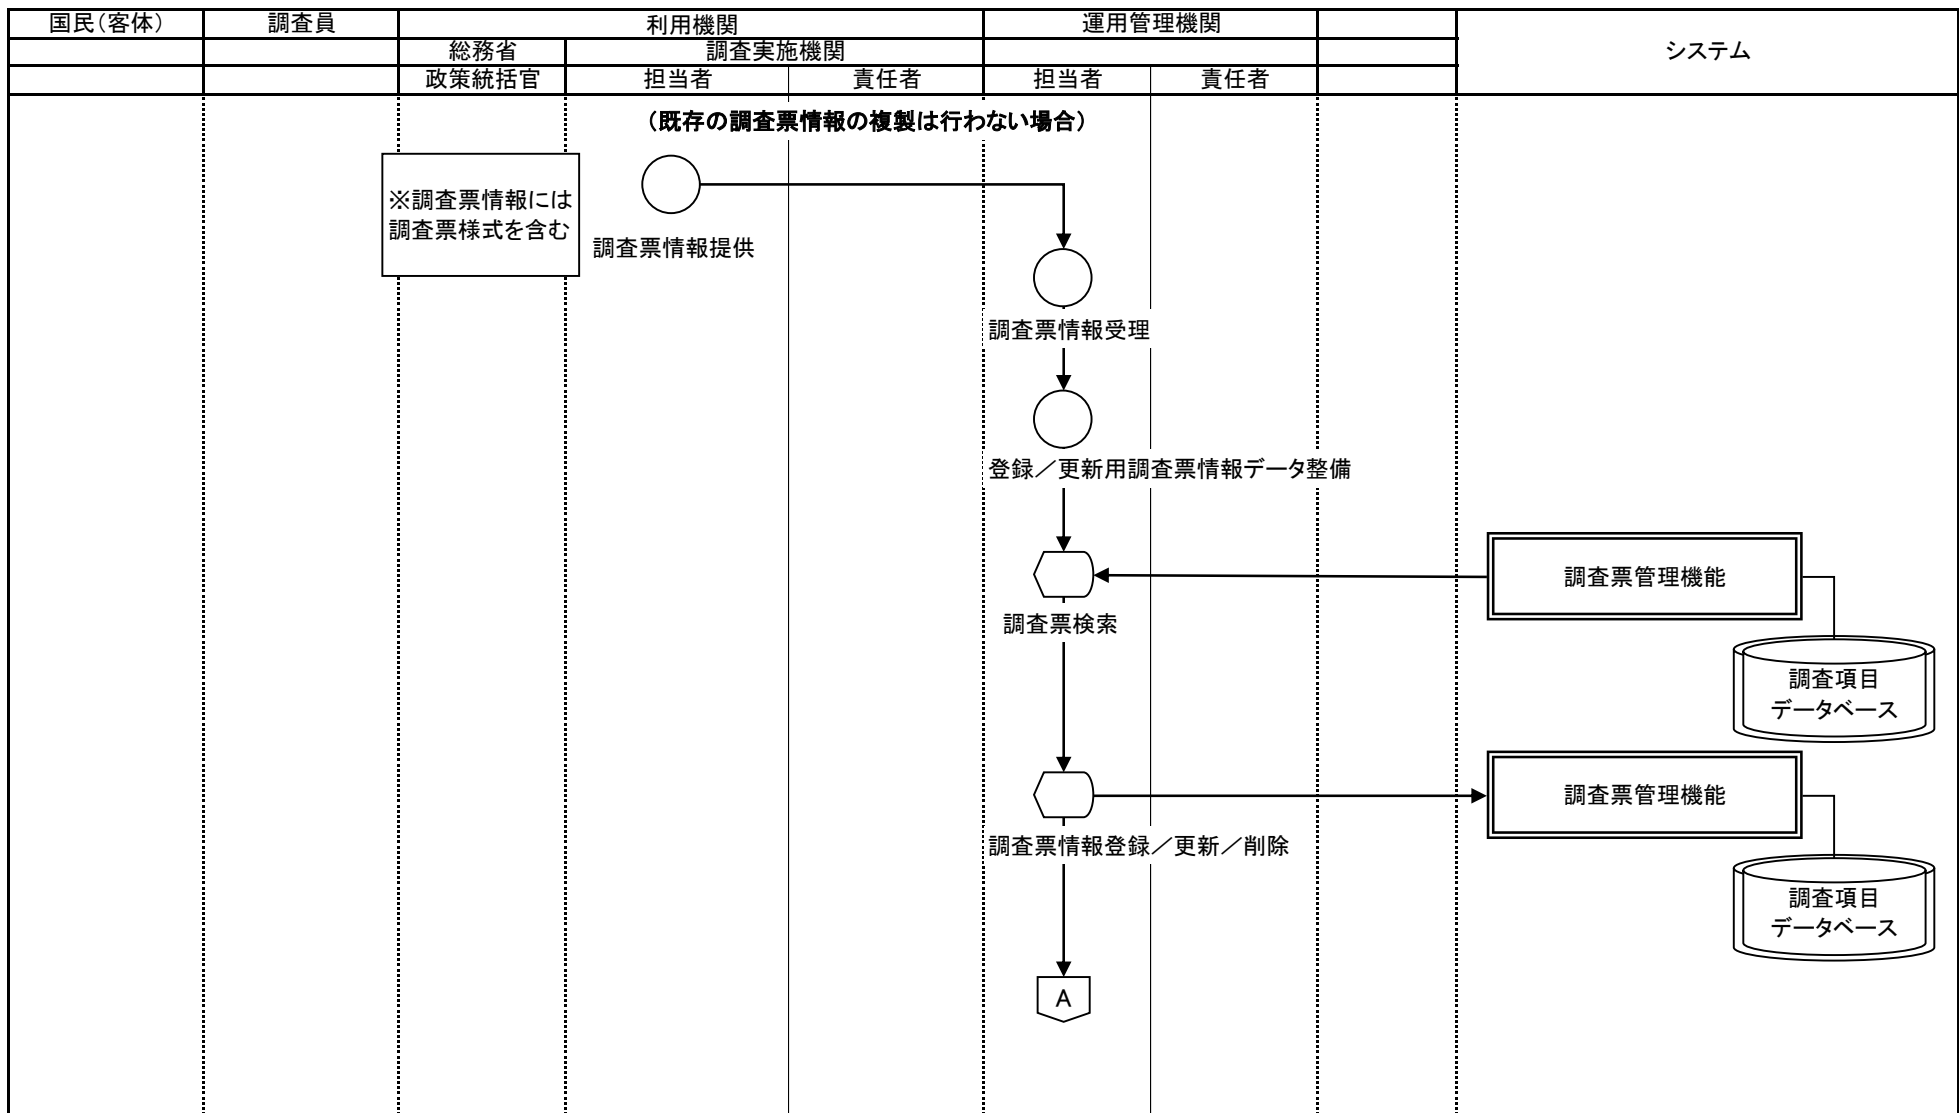 国民（客体）
調査員
利用機関
運用管理機関
システム
総務省
調査実施機関
政策統括官
担当者
責任者
担当者
責任者
（既存の調査票情報の複製は行わない場合）
※調査票情報には
調査票様式を含む
調査票情報提供
調査票情報受理
登録／更新用調査票情報データ整備
調査票管理機能
調査票検索
調査項目
データベース
調査票管理機能
調査票情報登録／更新／削除
調査項目
データベース
A